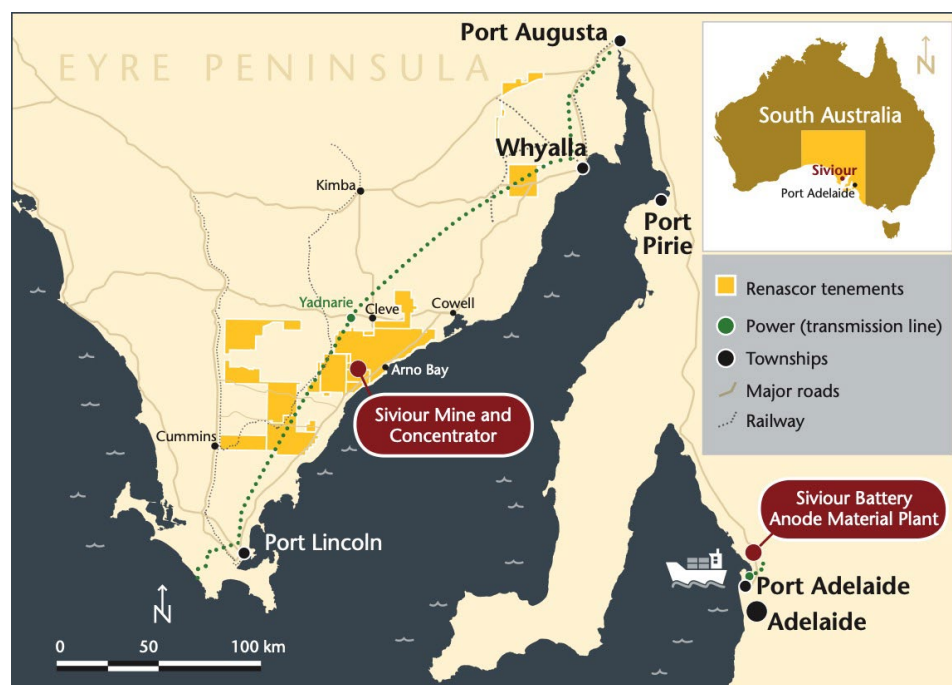 EYRE PENINSULA
Port Augusta
Whyalla
Kimba
Port
Pirie
Yadnarie
Cleve
Cowell
Arno Bay
Siviour Mine and
Concentrator
Cummins
Port Lincoln
N
0 50 100 km
N
South Australia
Siviour
Port Adelaide
Renascor tenements
Power (transmission line)
Townships
Major roads
Railway
Siviour Battery
Anode Material Plant
Port Adelaide
Adelaide